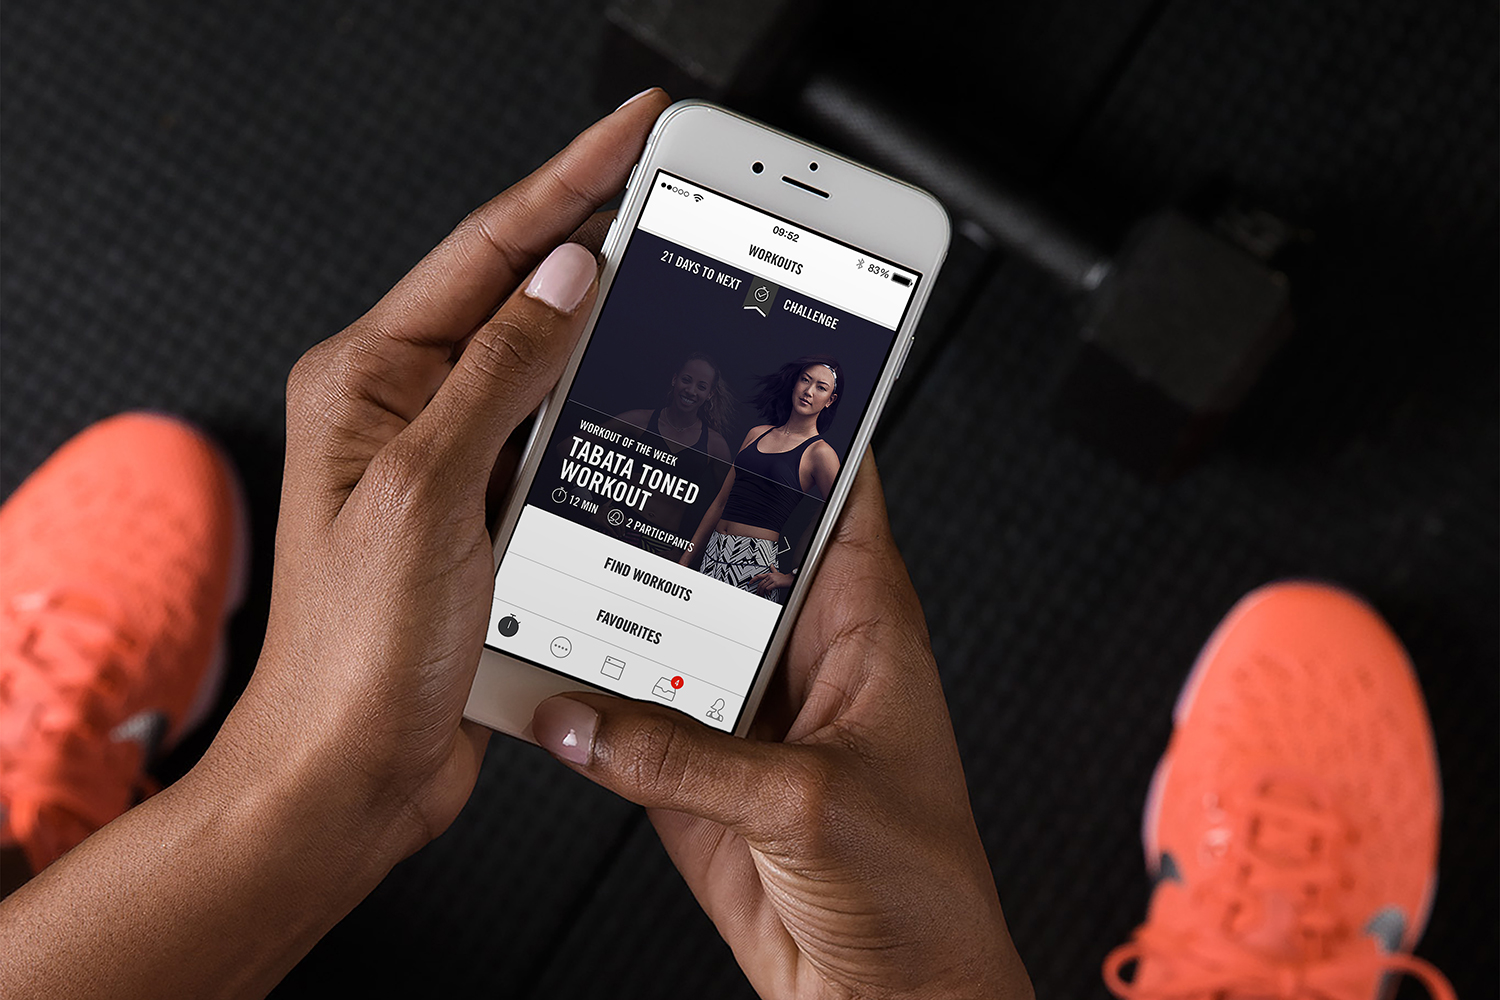 09:52
83%
WORKOUTS
21 DAYS TO NEXT CHALLENGE
WORKOUT OF THE WEEK
TABATA TONED
WORKOUT
12 MIN 2 PARTICIPANTS
FIND WORKOUTS
FAVOURITES
4